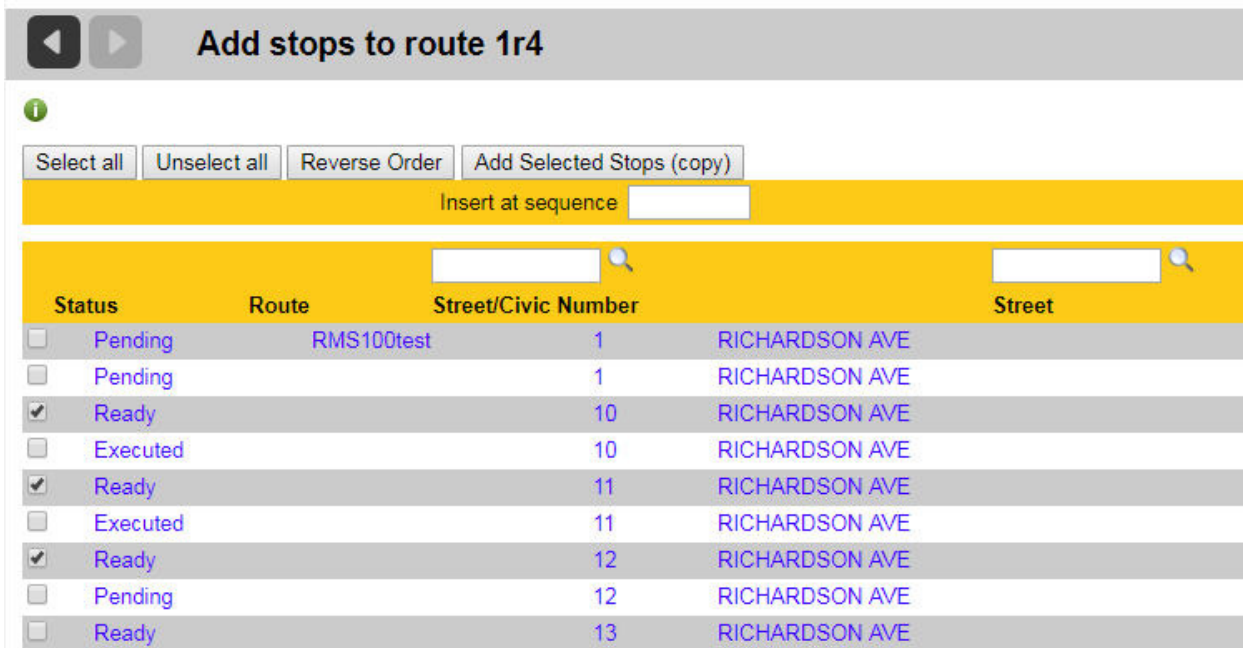 Add stops to route 1r4
Select all Unselect all Reverse Order Add Selected Stops (copy)
Insert at sequence
Status Route Street/Civic Number Street
Pending RMS100test 1 RICHARDSON AVE
Pending 1 RICHARDSON AVE
Ready 10 RICHARDSON AVE
Executed 10 RICHARDSON AVE
Ready 11 RICHARDSON AVE
Executed 11 RICHARDSON AVE
Ready 12 RICHARDSON AVE
Pending 12 RICHARDSON AVE
Ready 13 RICHARDSON AVE